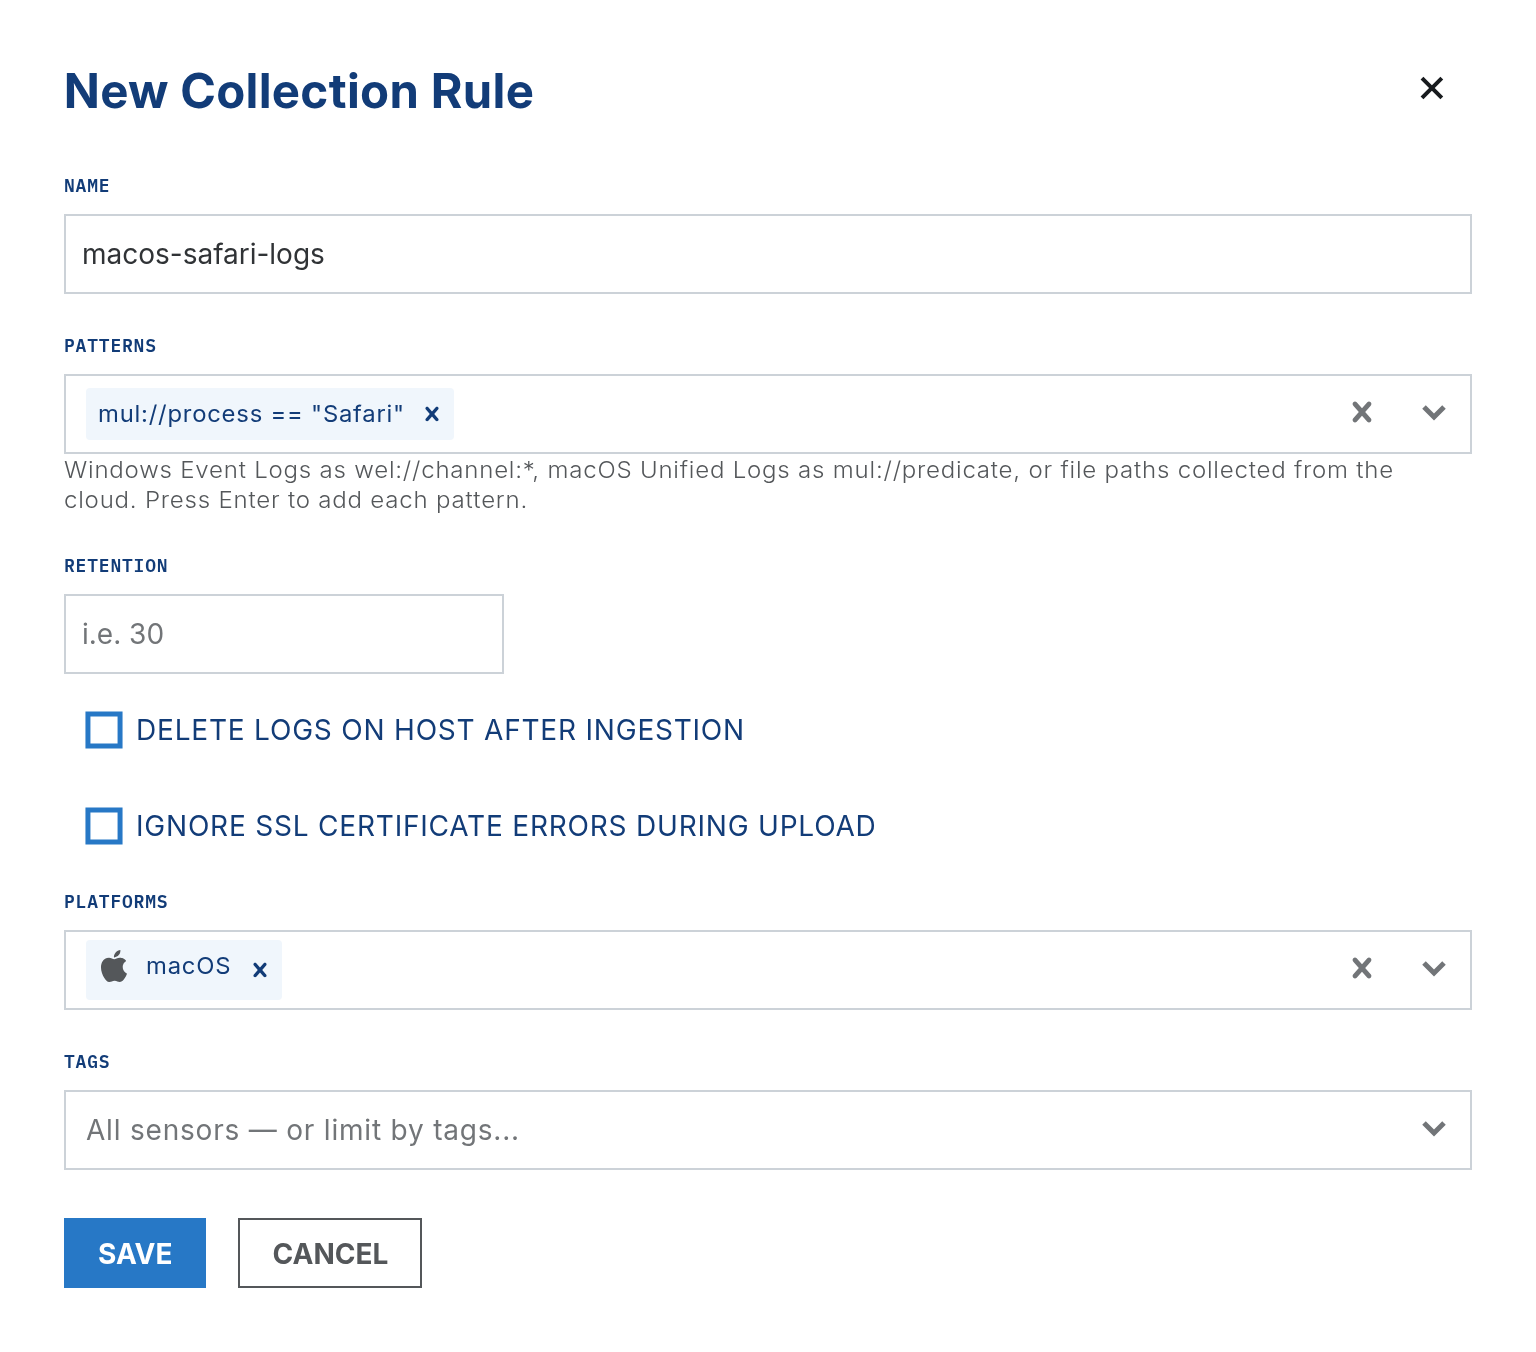 New Collection Rule
NAME
macos-safari-logs
PATTERNS
mul://process == "Safari"
Windows Event Logs as wel://channel:*, macOS Unified Logs as mul://predicate, or file paths collected from the
cloud. Press Enter to add each pattern.
RETENTION
i.e. 30
DELETE LOGS ON HOST AFTER INGESTION
IGNORE SSL CERTIFICATE ERRORS DURING UPLOAD
PLATFORMS
macOS
TAGS
All sensors — or limit by tags...
SAVE CANCEL